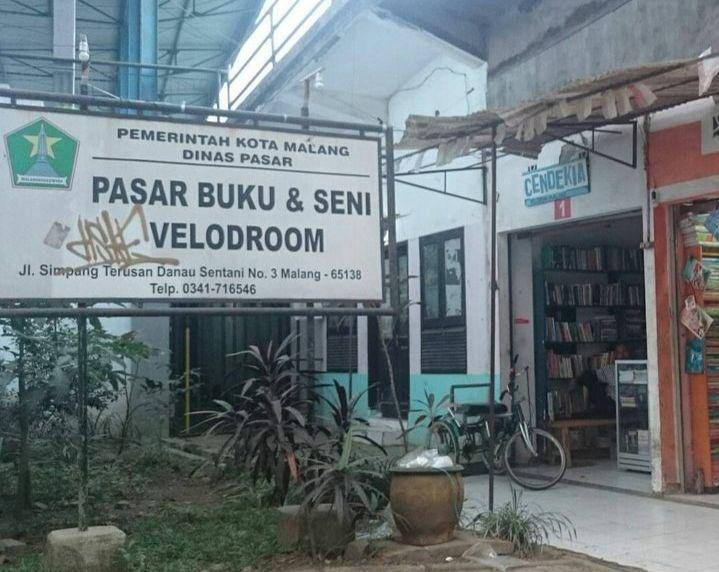 PEMERINTAH KOTA MALANG
DINAS PASAR
PASAR BUKU & SENI
VELODROOM
Jl. Simpang Terusan Danau Sentani No. 3 Malang - 65138
Telp. 0341-716546
CENDEKIA
1